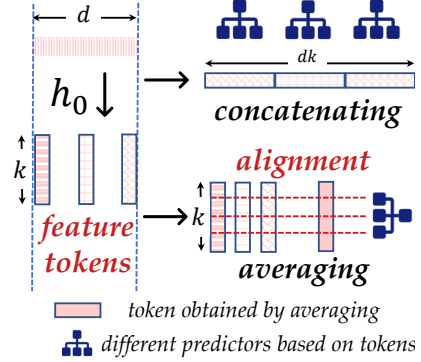 d
dk
h0
concatenating
k
feature
tokens
alignment
k
averaging
token obtained by averaging
different predictors based on tokens